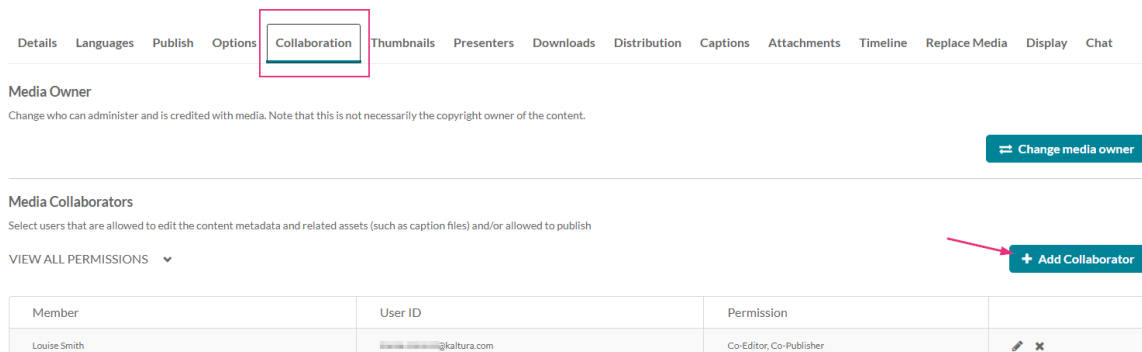 Details Languages Publish Options Collaboration Thumbnails Presenters Downloads Distribution Captions Attachments Timeline Replace Media Display Chat
Media Owner
Change who can administer and is credited with media. Note that this is not necessarily the copyright owner of the content.
Change media owner
Media Collaborators
Select users that are allowed to edit the content metadata and related assets (such as caption files) and/or allowed to publish
VIEW ALL PERMISSIONS
+ Add Collaborator
Member User ID Permission
Louise Smith @kaltura.com Co-Editor, Co-Publisher